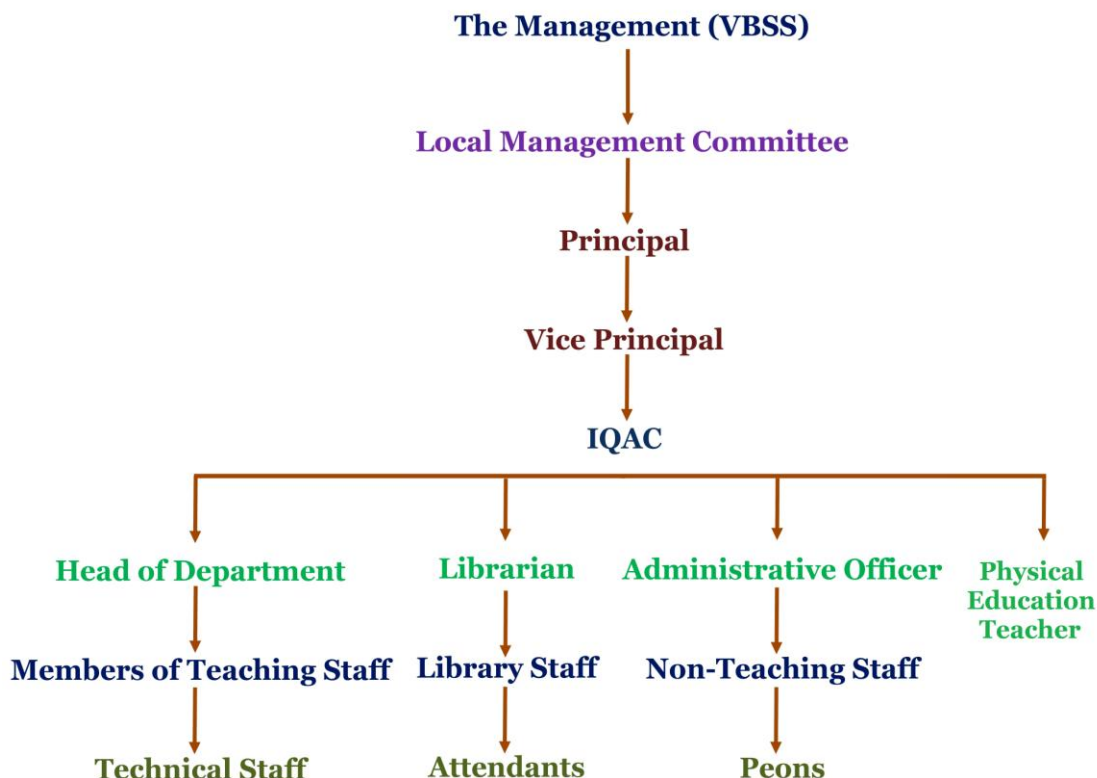 The Management (VBSS)
Local Management Committee
Principal
Vice Principal
IQAC
Head of Department
Librarian
Administrative Officer
Physical
Education
Teacher
Members of Teaching Staff
Library Staff
Non-Teaching Staff
Technical Staff
Attendants
Peons